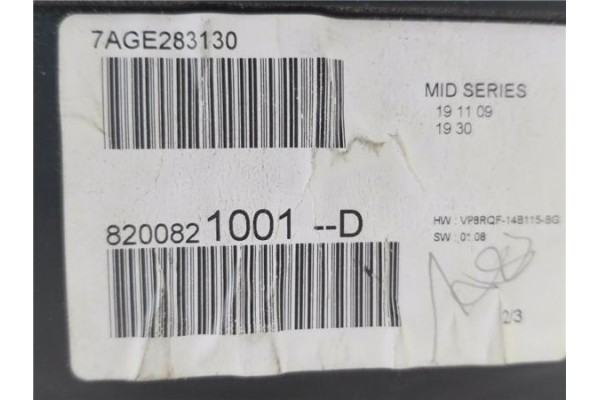 7AGE283130
MID SERIES
19 11 09
19 30
8200821001 --D
HW : VP8RQF-14B115-BG
SW : 01 08
2/3